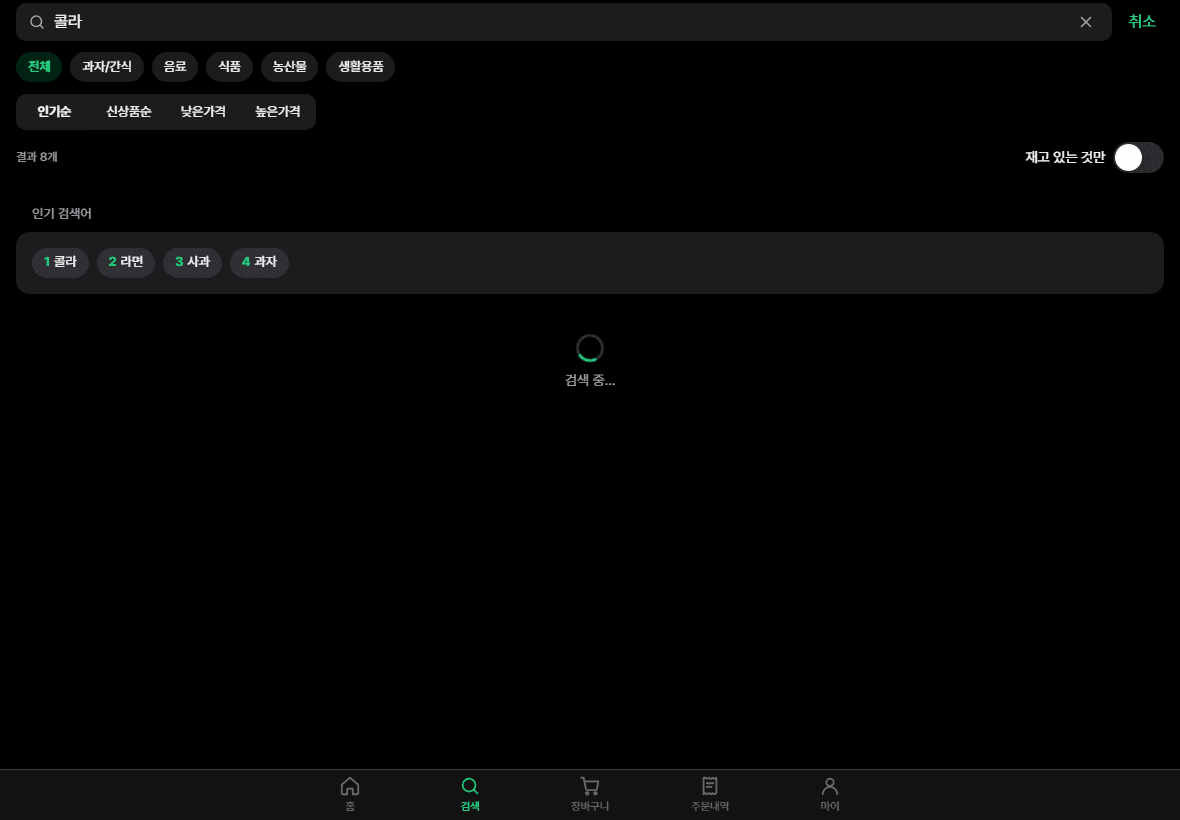 콜라 취소
전체 과자/간식 음료 식품 농산물 생활용품
인기순 신상품순 낮은가격 높은가격
결과 8개 재고 있는 것만
인기 검색어
1 콜라 2 라면 3 사과 4 과자
검색 중...
홈 검색 장바구니 주문내역 마이